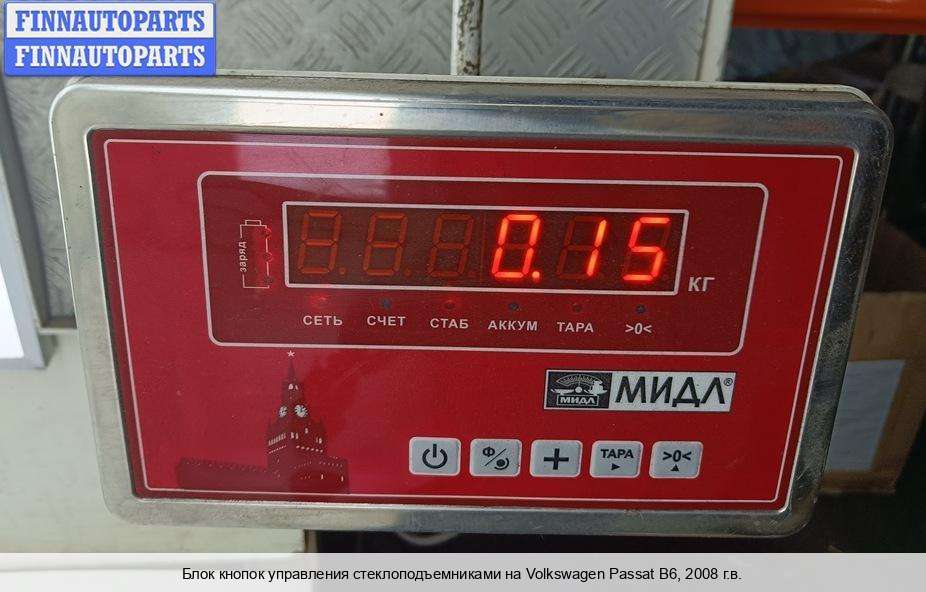 FINNAUTOPARTS
FINNAUTOPARTS
заряд
0.15
КГ
СЕТЬ СЧЕТ СТАБ АККУМ ТАРА >0<
МИДЛ МИДЛ®
Ф ТАРА >0<
Блок кнопок управления стеклоподъемниками на Volkswagen Passat B6, 2008 г.в.